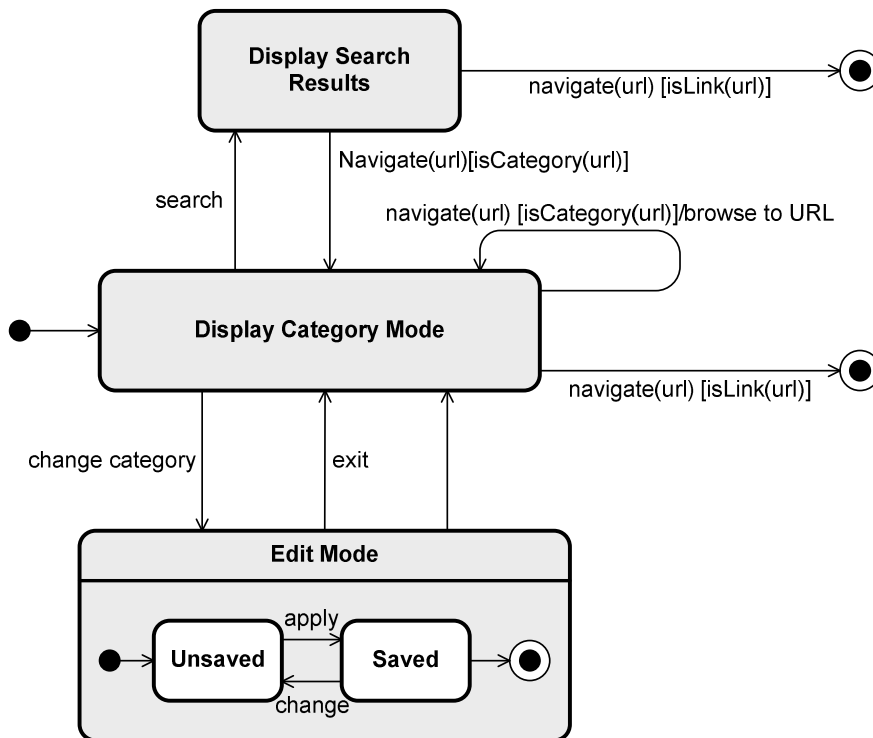 Display Search
Results
navigate(url) [isLink(url)]
Navigate(url)[isCategory(url)]
search
navigate(url) [isCategory(url)]/browse to URL
Display Category Mode
navigate(url) [isLink(url)]
change category
exit
Edit Mode
apply
Unsaved
Saved
change